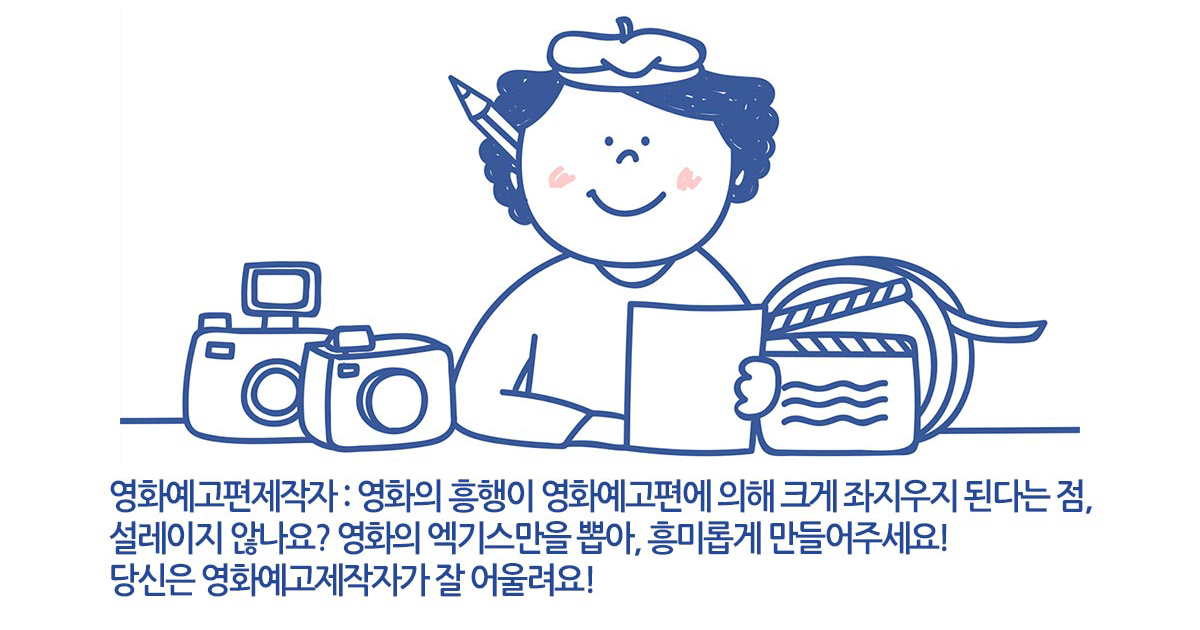 영화예고편제작자 : 영화의 흥행이 영화예고편에 의해 크게 좌지우지 된다는 점,
설레이지 않나요? 영화의 엑기스만을 뽑아, 흥미롭게 만들어주세요!
당신은 영화예고제작자가 잘 어울려요!